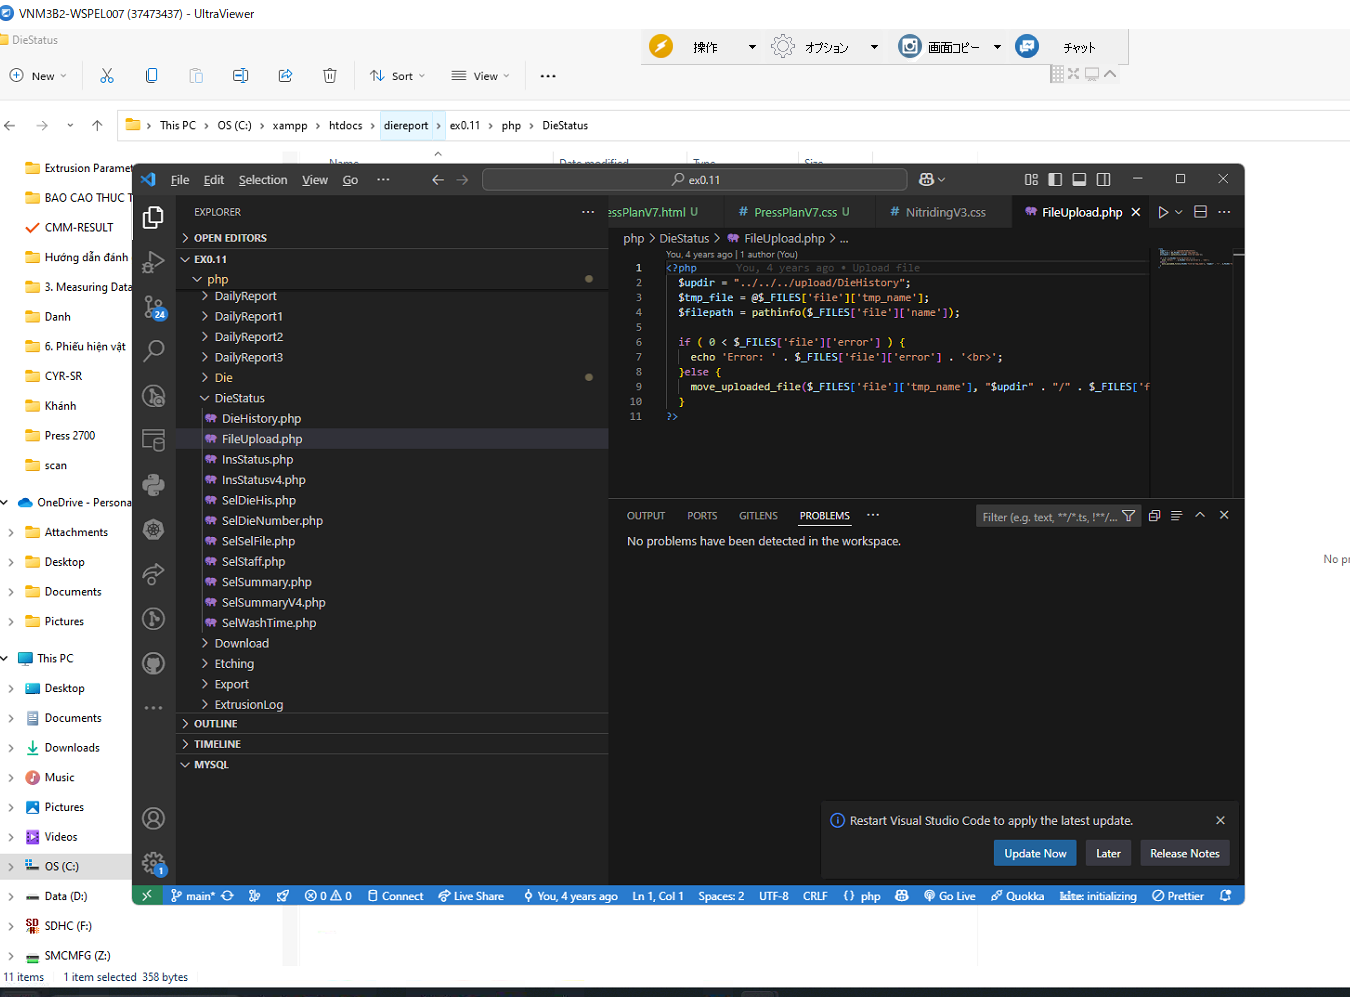 VNM3B2-WSPEL007 (37473437) - UltraViewer
DieStatus
操作
オプション
画面コピー
チャット
New
Sort
View
This PC
OS (C:)
xampp
htdocs
diereport
ex0.11
php
DieStatus
Name
Date modified
Type
Size
Extrusion Paramet
BAO CAO THUC T
CMM-RESULT
Hướng dẫn đánh
3. Measuring Data
Danh
6. Phiếu hiện vật
CYR-SR
Khánh
Press 2700
scan
OneDrive - Persona
Attachments
Desktop
Documents
Pictures
This PC
Desktop
Documents
Downloads
Music
Pictures
Videos
OS (C:)
Data (D:)
SDHC (F:)
SMCMFG (Z:)
11 items
1 item selected 358 bytes
File
Edit
Selection
View
Go
ex0.11
EXPLORER
OPEN EDITORS
EX0.11
php
DailyReport
DailyReport1
DailyReport2
DailyReport3
Die
DieStatus
DieHistory.php
FileUpload.php
InsStatus.php
InsStatusv4.php
SelDieHis.php
SelDieNumber.php
SelSelFile.php
SelStaff.php
SelSummary.php
SelSummaryV4.php
SelWashTime.php
Download
Etching
Export
ExtrusionLog
OUTLINE
TIMELINE
MYSQL
24
1
essPlanV7.html U
# PressPlanV7.css U
# NitridingV3.css
FileUpload.php
php > DieStatus > FileUpload.php > ...
You, 4 years ago | 1 author (You)
1 <?php You, 4 years ago • Upload file
2 $updir = "../../../upload/DieHistory";
3 $tmp_file = @$_FILES['file']['tmp_name'];
4 $filepath = pathinfo($_FILES['file']['name']);
5
6 if ( 0 < $_FILES['file']['error'] ) {
7 echo 'Error: ' . $_FILES['file']['error'] . '<br>';
8 }else {
9 move_uploaded_file($_FILES['file']['tmp_name'], "$updir" . "/" . $_FILES['f
10 }
11 ?>
OUTPUT
PORTS
GITLENS
PROBLEMS
Filter (e.g. text, **/*.ts, !**/...
No problems have been detected in the workspace.
No pr
Restart Visual Studio Code to apply the latest update.
Update Now
Later
Release Notes
main*
0
0
Connect
Live Share
You, 4 years ago
Ln 1, Col 1
Spaces: 2
UTF-8
CRLF
{ } php
Go Live
Quokka
initializing
Prettier